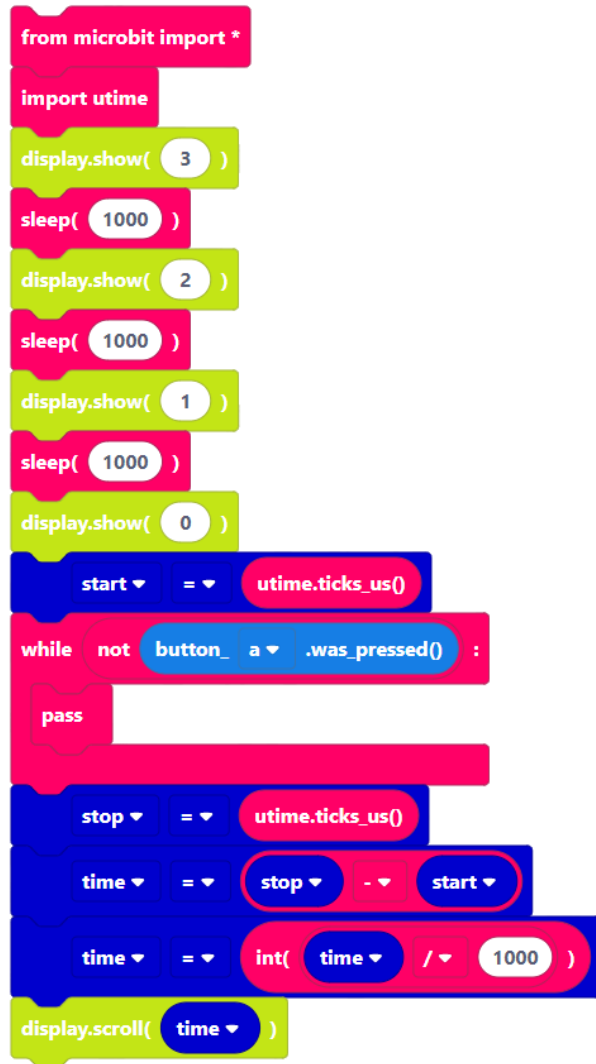 from microbit import *
import utime
display.show( 3 )
sleep( 1000 )
display.show( 2 )
sleep( 1000 )
display.show( 1 )
sleep( 1000 )
display.show( 0 )
start = utime.ticks_us()
while not button_ a .was_pressed() :
pass
stop = utime.ticks_us()
time = stop - start
time = int( time / 1000 )
display.scroll( time )